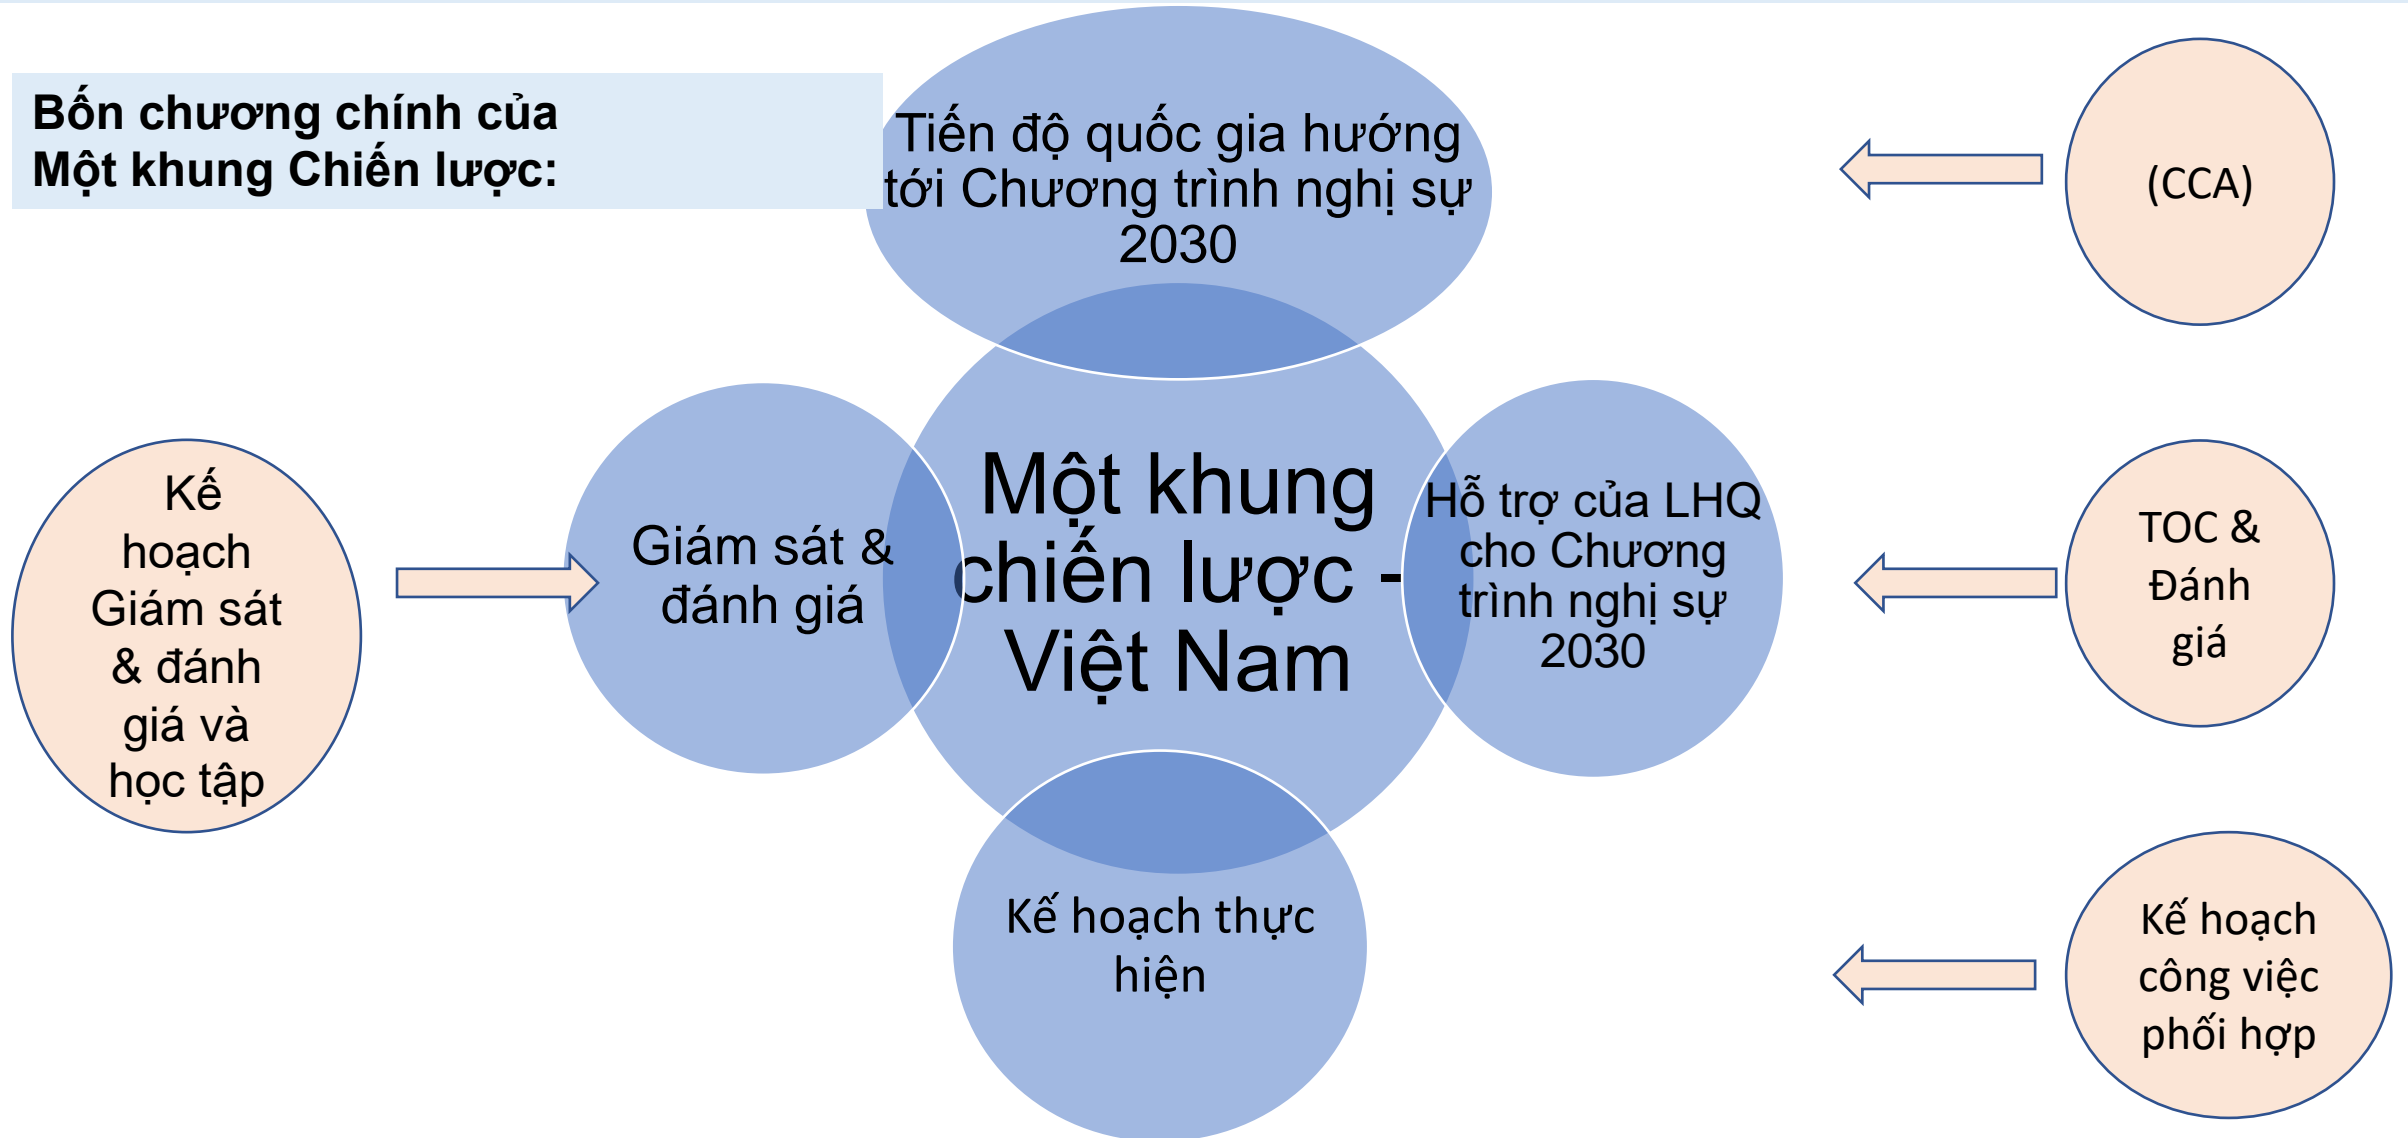 Bốn chương chính của
Một khung Chiến lược:
Tiến độ quốc gia hướng
tới Chương trình nghị sự
2030
(CCA)
Kế
hoạch
Giám sát
& đánh
giá và
học tập
Giám sát &
đánh giá
Một khung
chiến lược -
Việt Nam
Hỗ trợ của LHQ
cho Chương
trình nghị sự
2030
TOC &
Đánh
giá
Kế hoạch thực
hiện
Kế hoạch
công việc
phối hợp